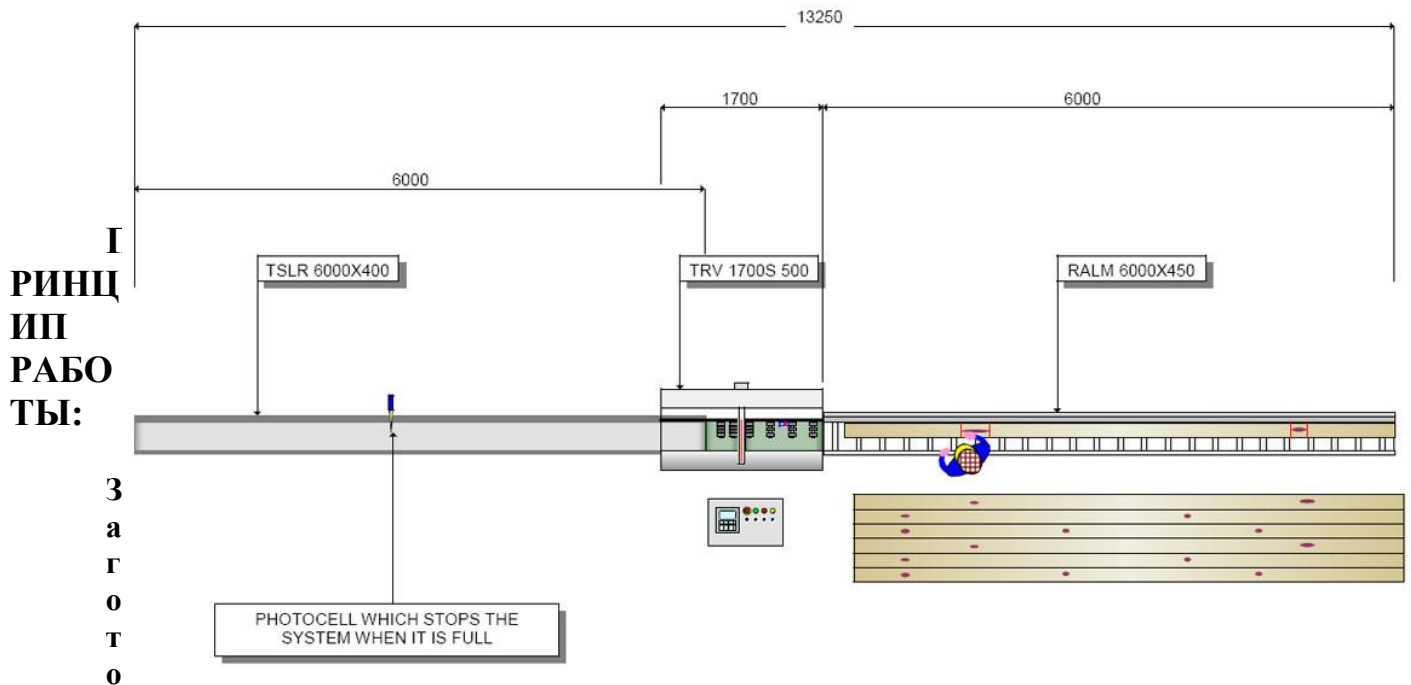 13250
1700
6000
6000
TSLR 6000X400
TRV 1700S 500
RALM 6000X450
П
РИНЦ
ИП
РАБО
ТЫ:
З
а
г
о
т
о
PHOTOCELL WHICH STOPS THE
SYSTEM WHEN IT IS FULL